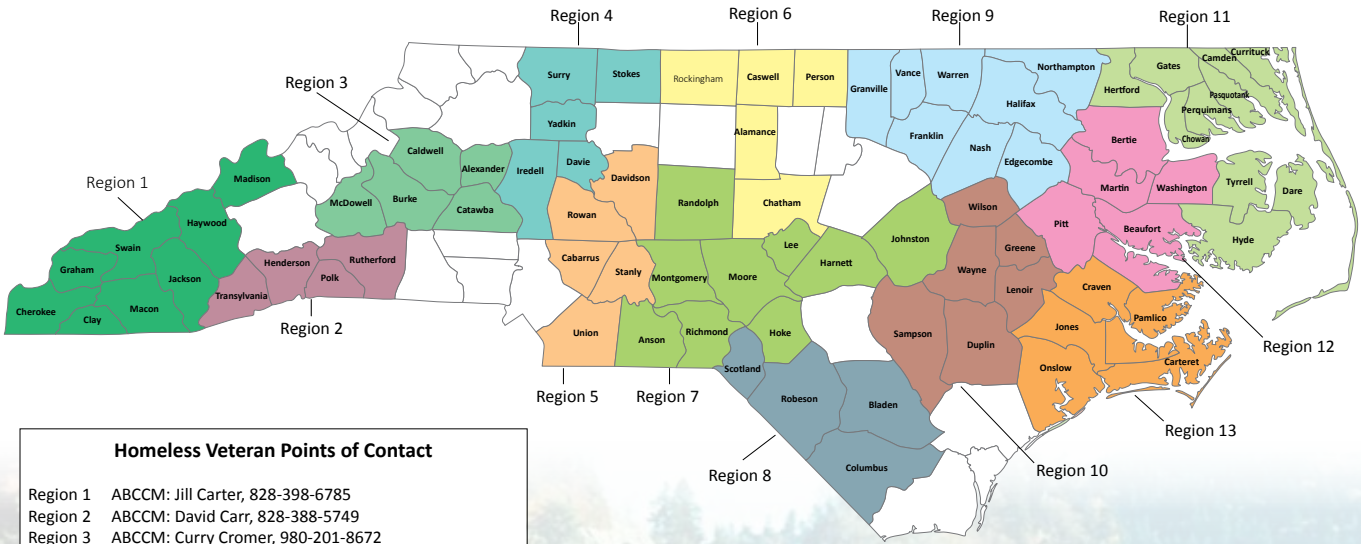 Region 4
Region 6
Region 9
Region 11
Region 3
Region 1
Region 2
Region 5
Region 7
Region 8
Region 10
Region 12
Region 13
Madison
Haywood
Swain
Graham
Jackson
Cherokee
Clay
Macon
Transylvania
Henderson
Polk
Rutherford
McDowell
Burke
Caldwell
Alexander
Catawba
Surry
Stokes
Yadkin
Iredell
Davie
Davidson
Rowan
Cabarrus
Stanly
Union
Rockingham
Caswell
Person
Alamance
Chatham
Randolph
Montgomery
Moore
Lee
Harnett
Johnston
Anson
Richmond
Hoke
Scotland
Robeson
Bladen
Columbus
Granville
Vance
Warren
Northampton
Halifax
Franklin
Nash
Edgecombe
Wilson
Greene
Wayne
Lenoir
Sampson
Duplin
Hertford
Gates
Camden
Currituck
Pasquotank
Perquimans
Chowan
Tyrrell
Dare
Hyde
Bertie
Martin
Washington
Pitt
Beaufort
Craven
Pamlico
Jones
Carteret
Onslow
Homeless Veteran Points of Contact
Region 1 ABCCM: Jill Carter, 828-398-6785
Region 2 ABCCM: David Carr, 828-388-5749
Region 3 ABCCM: Curry Cromer, 980-201-8672